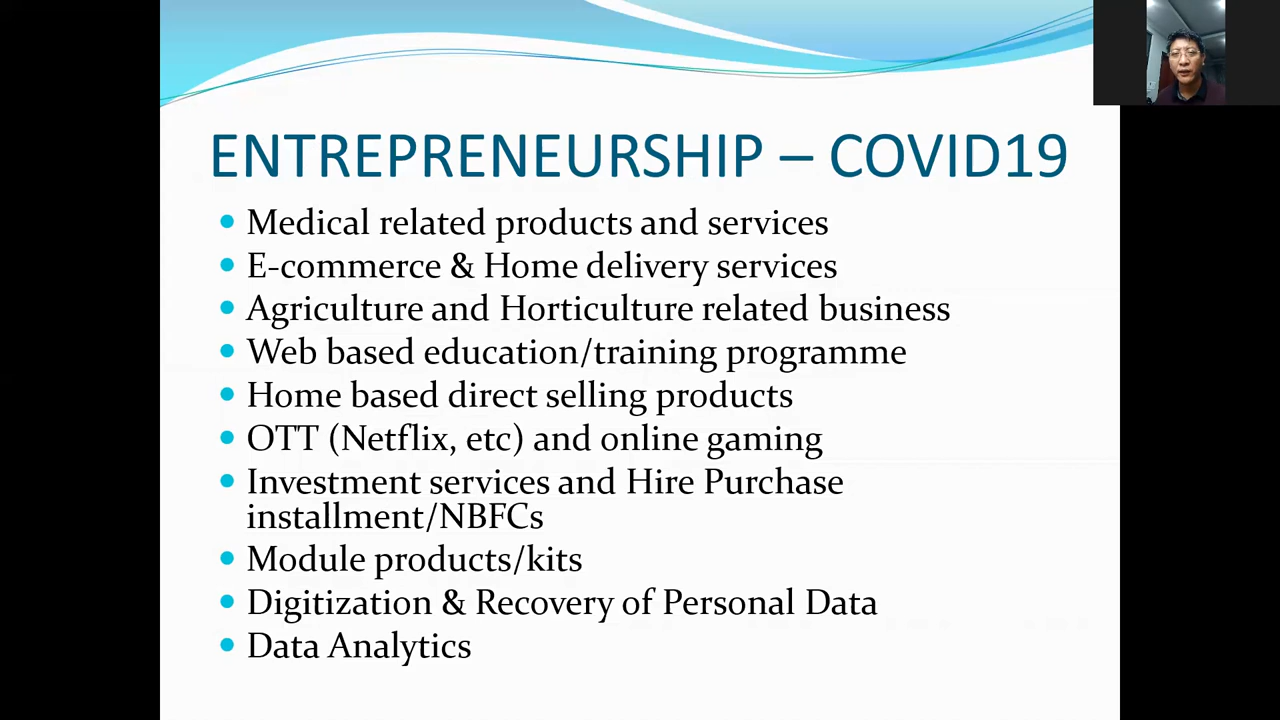 ENTREPRENEURSHIP – COVID19
• Medical related products and services
• E-commerce & Home delivery services
• Agriculture and Horticulture related business
• Web based education/training programme
• Home based direct selling products
• OTT (Netflix, etc) and online gaming
• Investment services and Hire Purchase
installment/NBFCs
• Module products/kits
• Digitization & Recovery of Personal Data
• Data Analytics